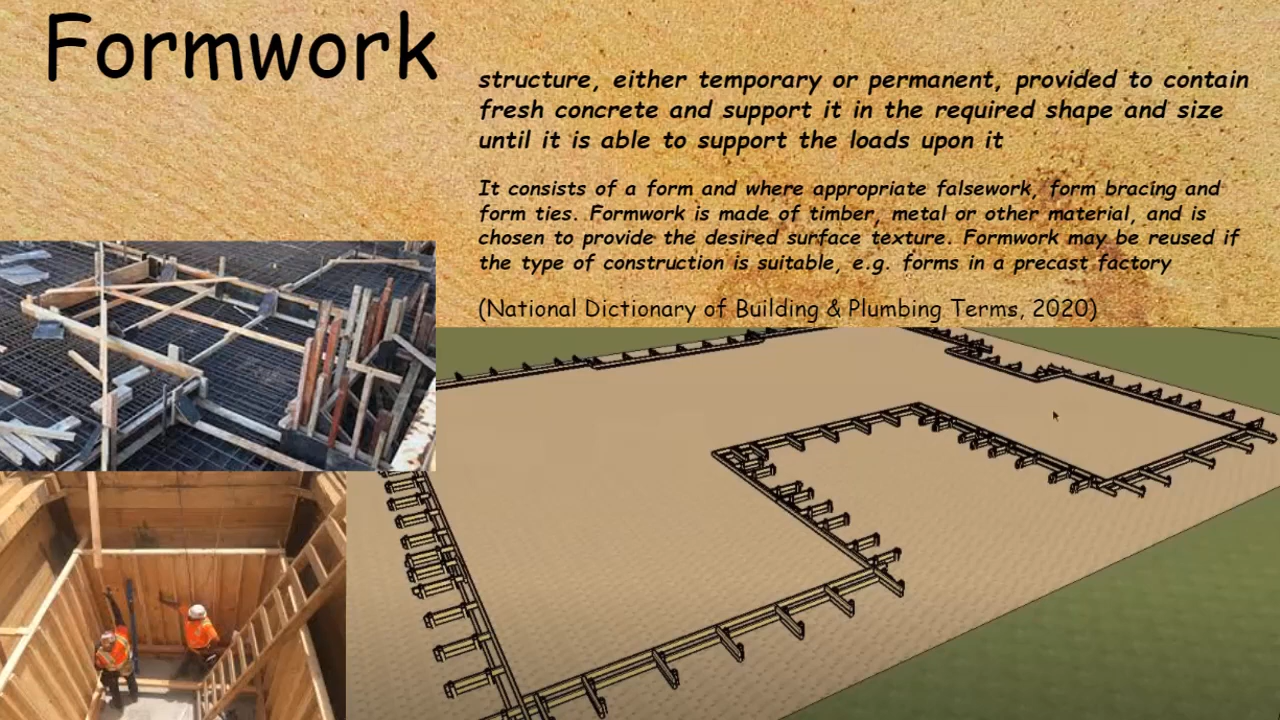 Formwork
structure, either temporary or permanent, provided to contain
fresh concrete and support it in the required shape and size
until it is able to support the loads upon it
It consists of a form and where appropriate falsework, form bracing and
form ties. Formwork is made of timber, metal or other material, and is
chosen to provide the desired surface texture. Formwork may be reused if
the type of construction is suitable, e.g. forms in a precast factory
(National Dictionary of Building & Plumbing Terms, 2020)